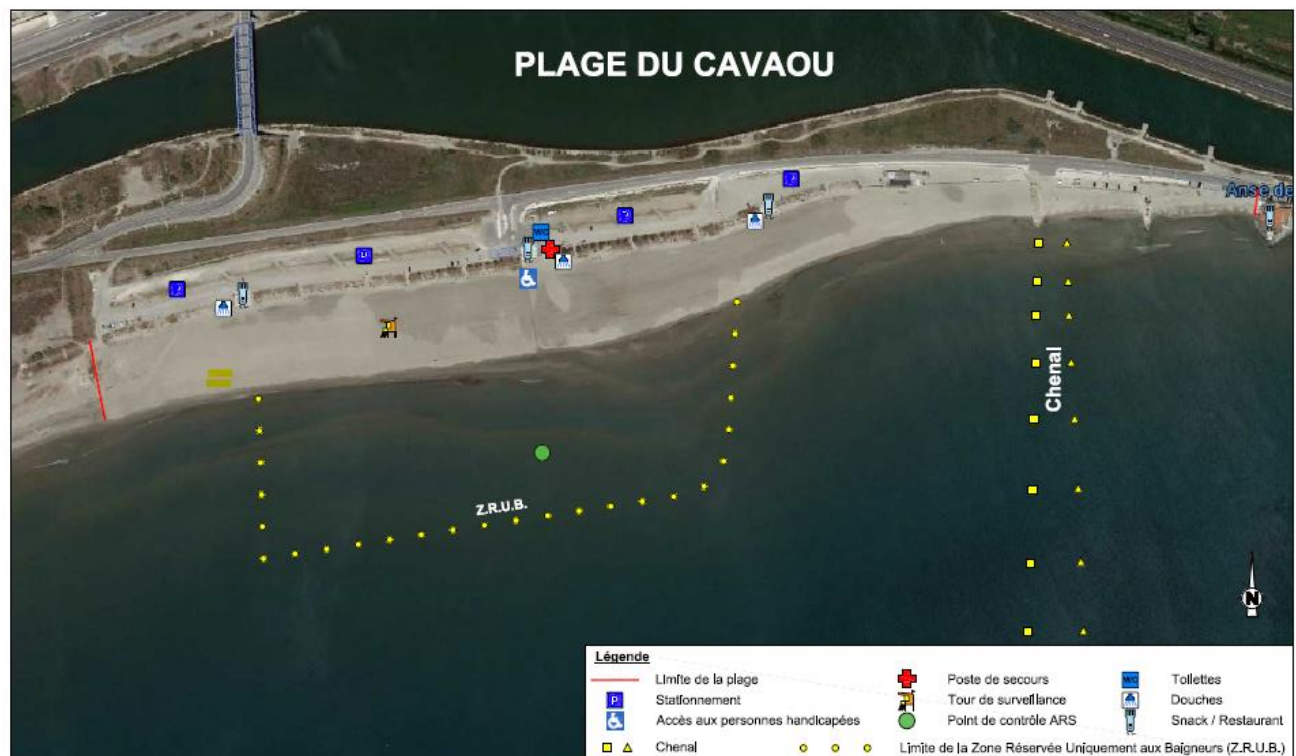 PLAGE DU CAVAOU
Anse de
WC
Chenal
Z.R.U.B.
N
Légende
Limite de la plage
Poste de secours
WC
Toilettes
P
Stationnement
Tour de surveillance
Douches
Accès aux personnes handicapées
Point de contrôle ARS
Snack / Restaurant
Chenal
Limite de la Zone Réservée Uniquement aux Baigneurs (Z.R.U.B.)